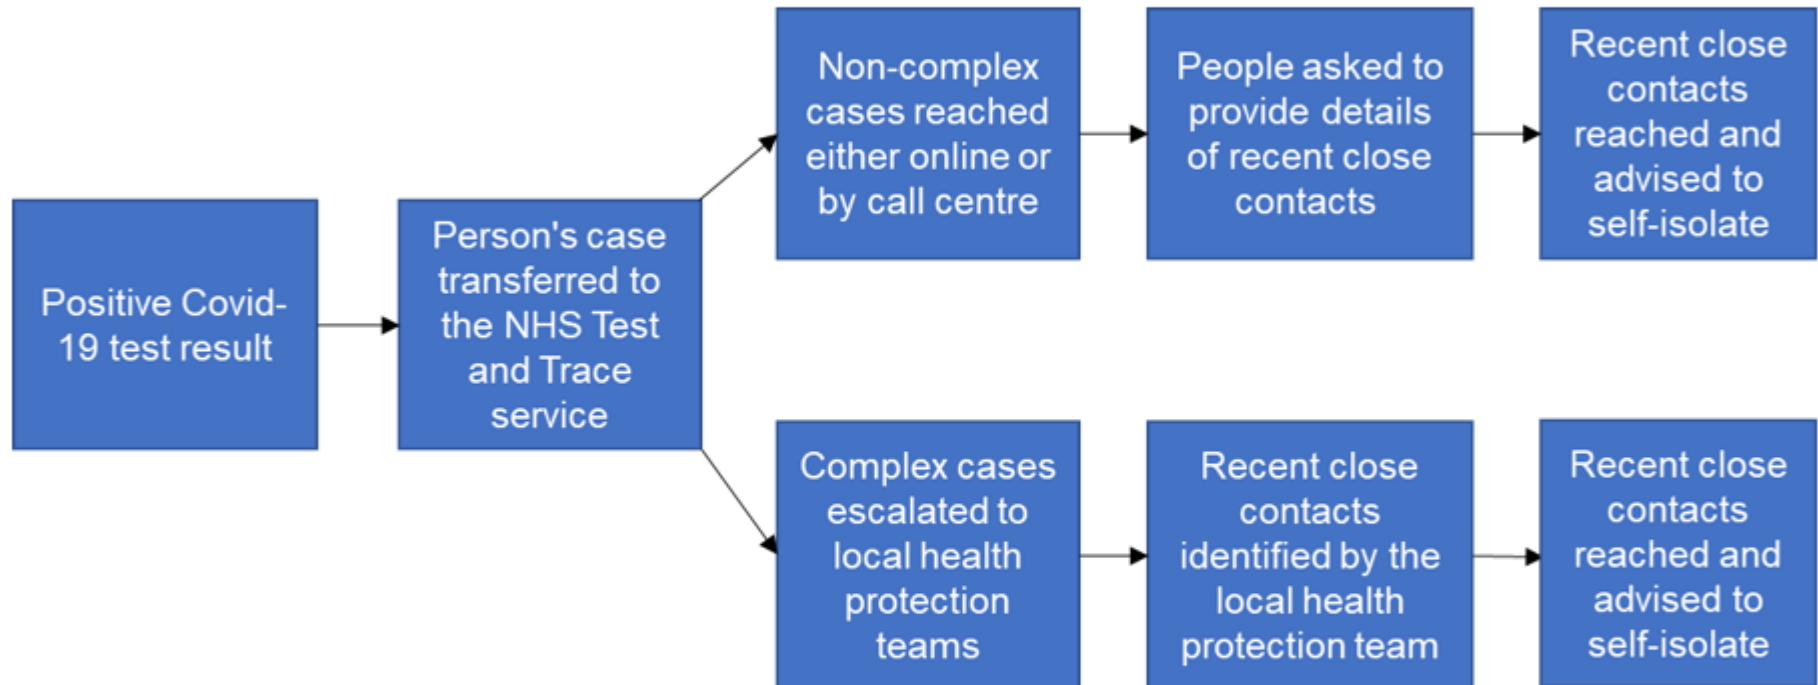 Positive Covid-
19 test result
Person's case
transferred to
the NHS Test
and Trace
service
Non-complex
cases reached
either online or
by call centre
People asked to
provide details
of recent close
contacts
Recent close
contacts
reached and
advised to
self-isolate
Complex cases
escalated to
local health
protection
teams
Recent close
contacts
identified by the
local health
protection team
Recent close
contacts
reached and
advised to
self-isolate